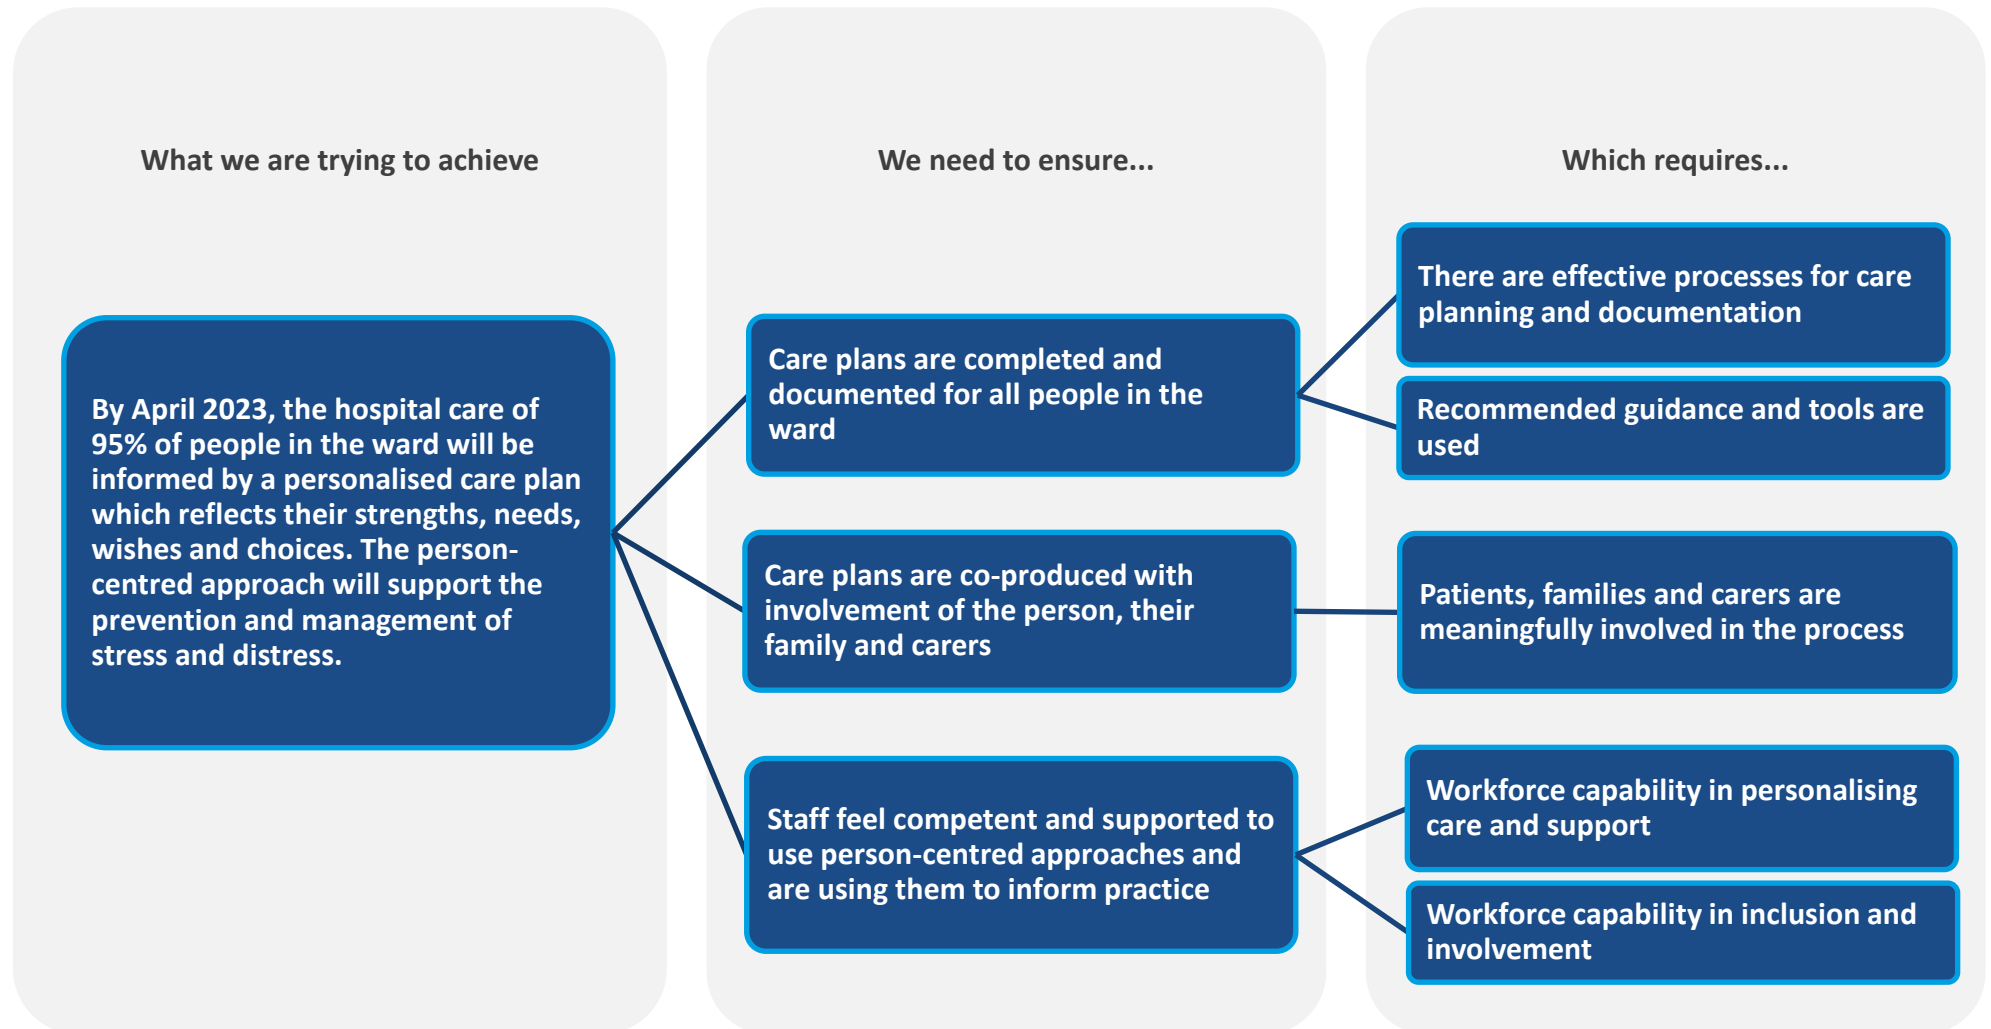 What we are trying to achieve
We need to ensure...
Which requires...
By April 2023, the hospital care of
95% of people in the ward will be
informed by a personalised care plan
which reflects their strengths, needs,
wishes and choices. The person-
centred approach will support the
prevention and management of
stress and distress.
Care plans are completed and
documented for all people in the
ward
Care plans are co-produced with
involvement of the person, their
family and carers
Staff feel competent and supported to
use person-centred approaches and
are using them to inform practice
There are effective processes for care
planning and documentation
Recommended guidance and tools are
used
Patients, families and carers are
meaningfully involved in the process
Workforce capability in personalising
care and support
Workforce capability in inclusion and
involvement